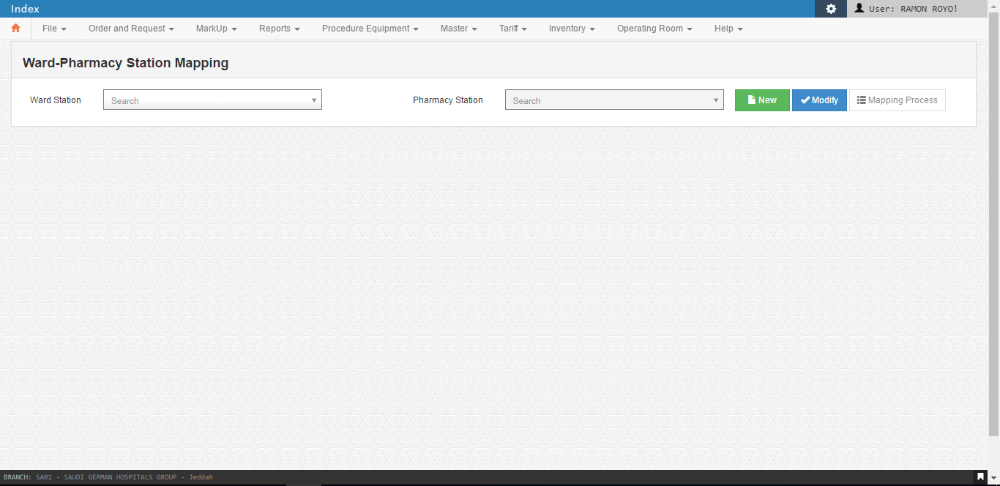 Index
User: RAMON ROYO!
File Order and Request MarkUp Reports Procedure Equipment Master Tariff Inventory Operating Room Help
Ward-Pharmacy Station Mapping
Ward Station Search Pharmacy Station Search New Modify Mapping Process
BRANCH: SA01 - SAUDI GERMAN HOSPITALS GROUP - Jeddah